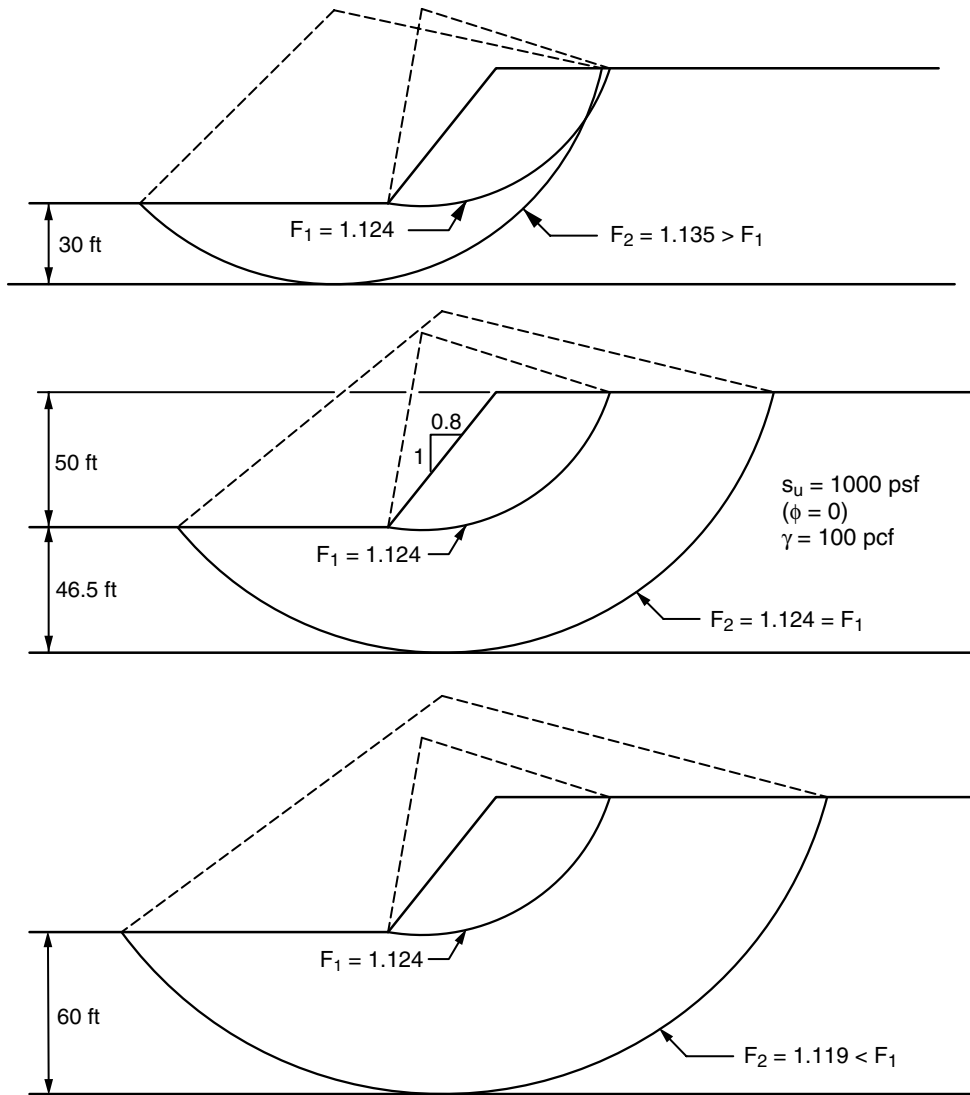 30 ft
F₁ = 1.124
F₂ = 1.135 > F₁
50 ft
0.8
1
s_u = 1000 psf
(ϕ = 0)
γ = 100 pcf
F₁ = 1.124
46.5 ft
F₂ = 1.124 = F₁
F₁ = 1.124
60 ft
F₂ = 1.119 < F₁